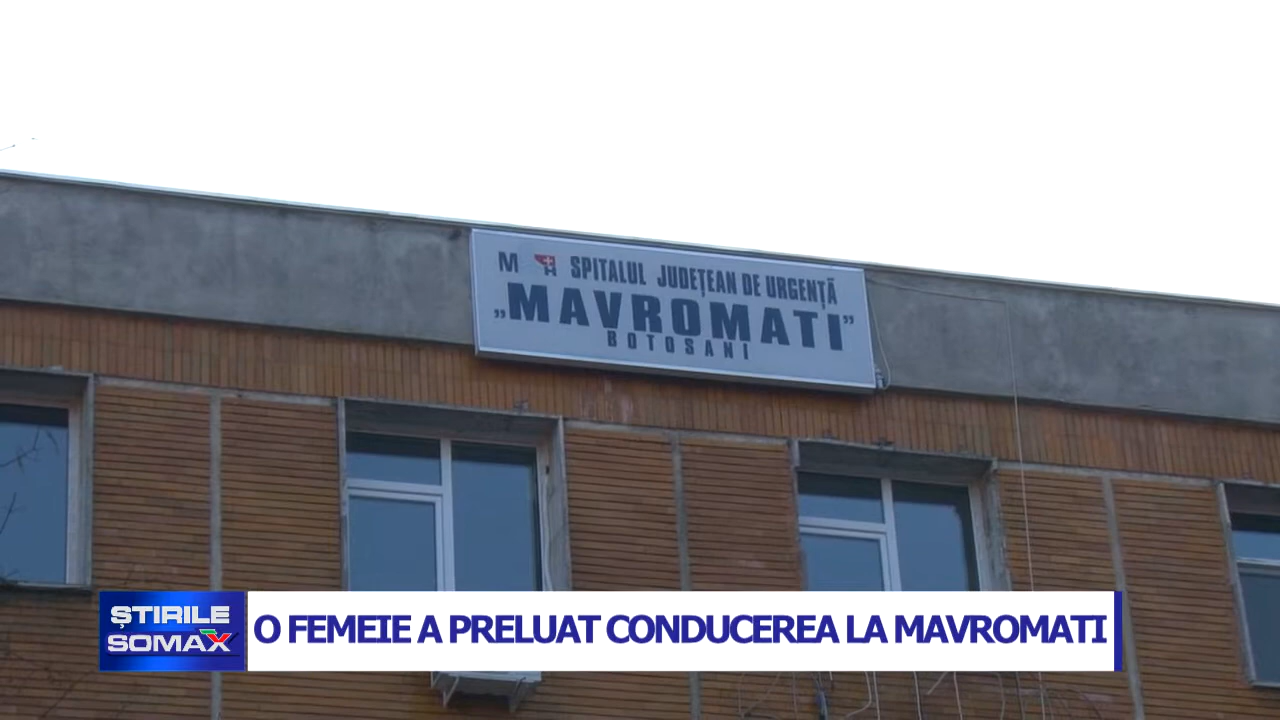 M H SPITALUL JUDEȚEAN DE URGENȚĂ
„MAVROMATI”
BOTOSANI
ȘTIRILE
SOMAX
O FEMEIE A PRELUAT CONDUCEREA LA MAVROMATI